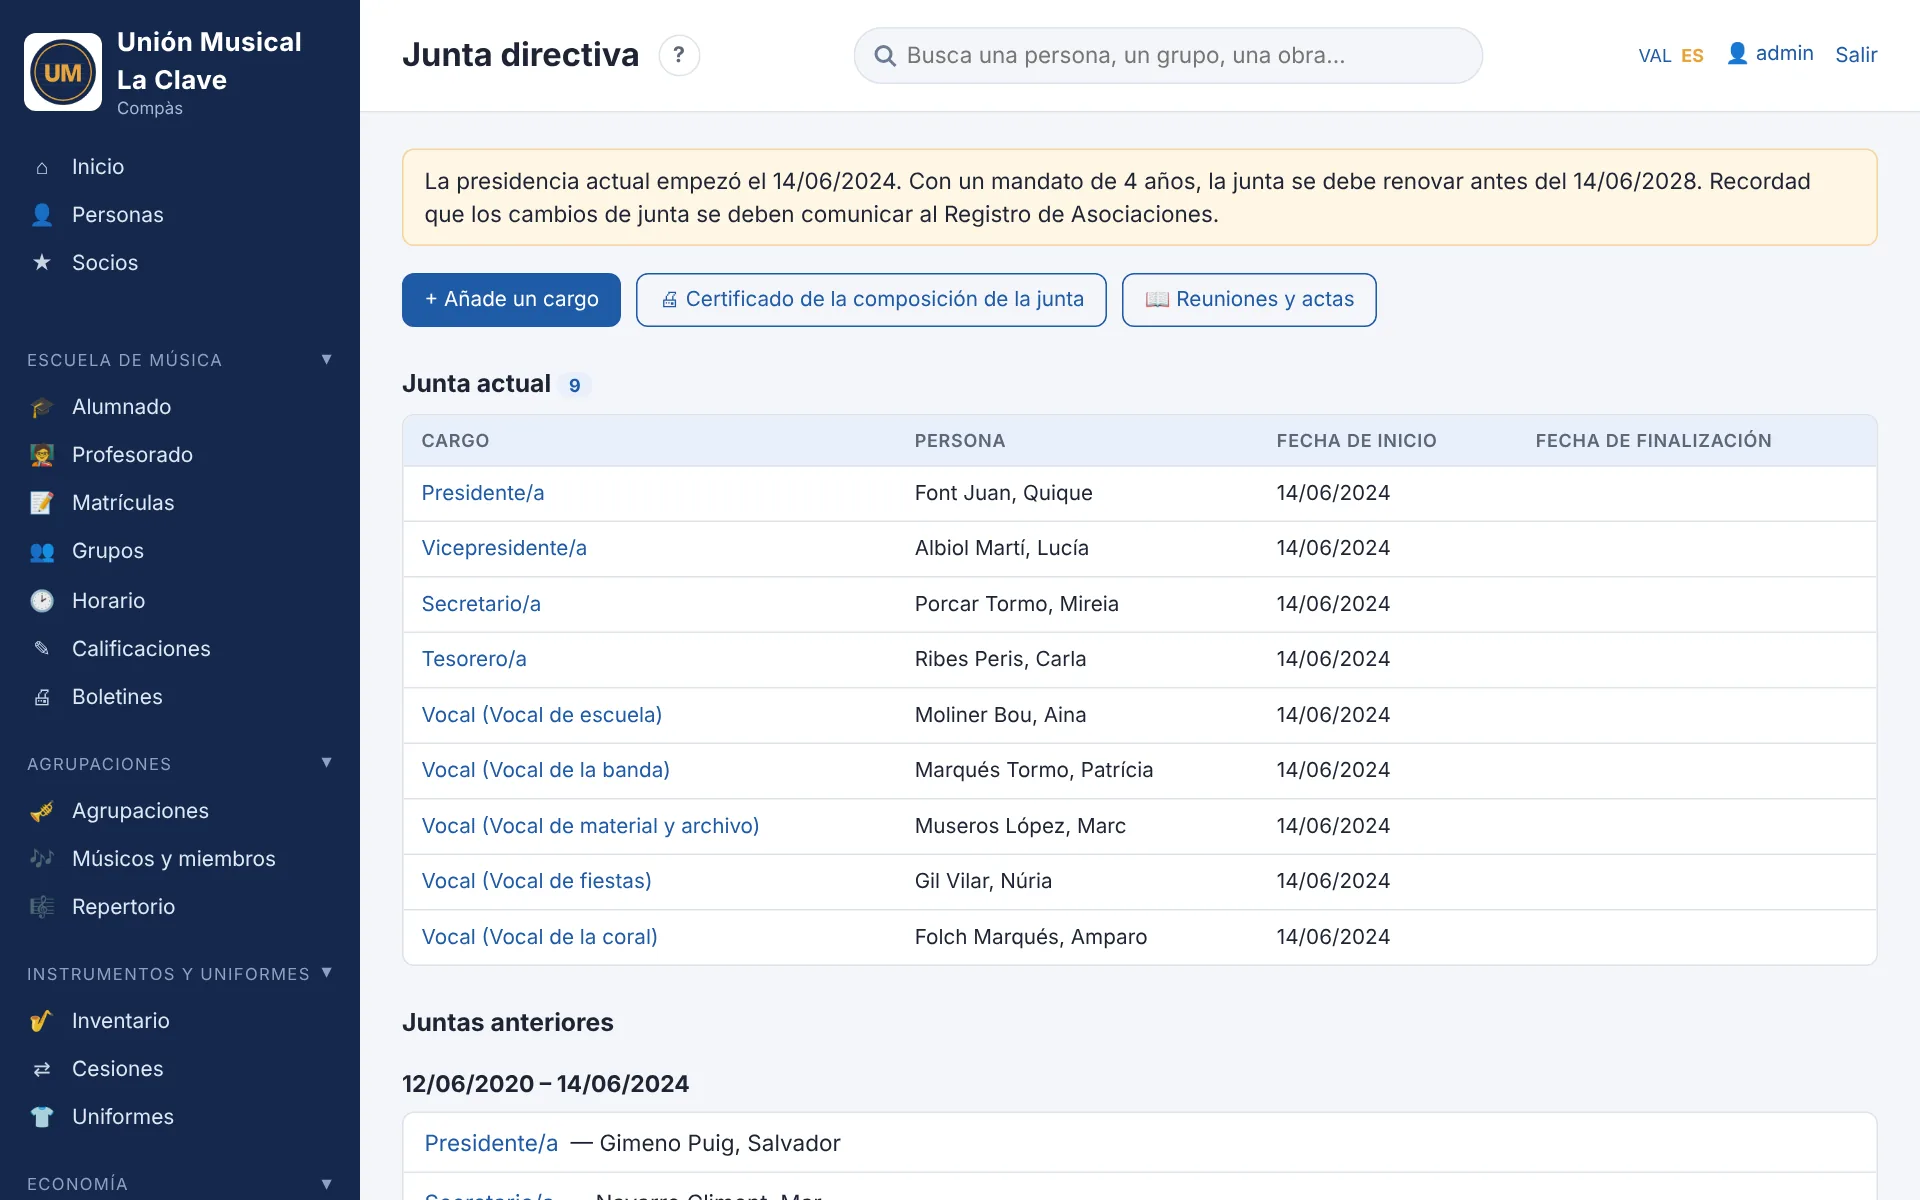 UM
Unión Musical
La Clave
Compàs
Inicio
Personas
Socios
ESCUELA DE MÚSICA
Alumnado
Profesorado
Matrículas
Grupos
Horario
Calificaciones
Boletines
AGRUPACIONES
Agrupaciones
Músicos y miembros
Repertorio
INSTRUMENTOS Y UNIFORMES
Inventario
Cesiones
Uniformes
ECONOMÍA
Junta directiva ?
Busca una persona, un grupo, una obra...
VAL ES admin Salir
La presidencia actual empezó el 14/06/2024. Con un mandato de 4 años, la junta se debe renovar antes del 14/06/2028. Recordad
que los cambios de junta se deben comunicar al Registro de Asociaciones.
+ Añade un cargo Certificado de la composición de la junta Reuniones y actas
Junta actual 9
CARGO PERSONA FECHA DE INICIO FECHA DE FINALIZACIÓN
Presidente/a Font Juan, Quique 14/06/2024
Vicepresidente/a Albiol Martí, Lucía 14/06/2024
Secretario/a Porcar Tormo, Mireia 14/06/2024
Tesorero/a Ribes Peris, Carla 14/06/2024
Vocal (Vocal de escuela) Moliner Bou, Aina 14/06/2024
Vocal (Vocal de la banda) Marqués Tormo, Patrícia 14/06/2024
Vocal (Vocal de material y archivo) Museros López, Marc 14/06/2024
Vocal (Vocal de fiestas) Gil Vilar, Núria 14/06/2024
Vocal (Vocal de la coral) Folch Marqués, Amparo 14/06/2024
Juntas anteriores
12/06/2020 – 14/06/2024
Presidente/a — Gimeno Puig, Salvador